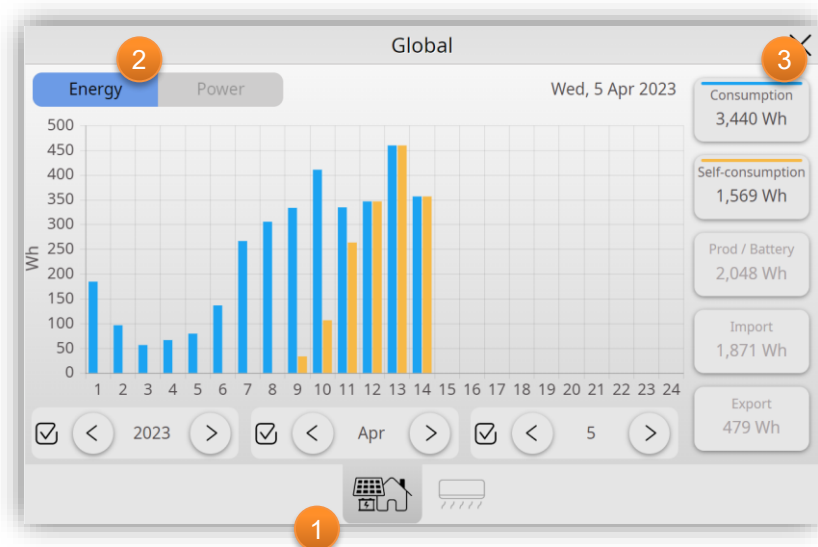 Global
2
3
Energy
Power
Wed, 5 Apr 2023
Consumption
3,440 Wh
Self-consumption
1,569 Wh
Prod / Battery
2,048 Wh
Import
1,871 Wh
Export
479 Wh
Wh
500
450
400
350
300
250
200
150
100
50
0
1 2 3 4 5 6 7 8 9 10 11 12 13 14 15 16 17 18 19 20 21 22 23 24
< 2023 >
< Apr >
< 5 >
1